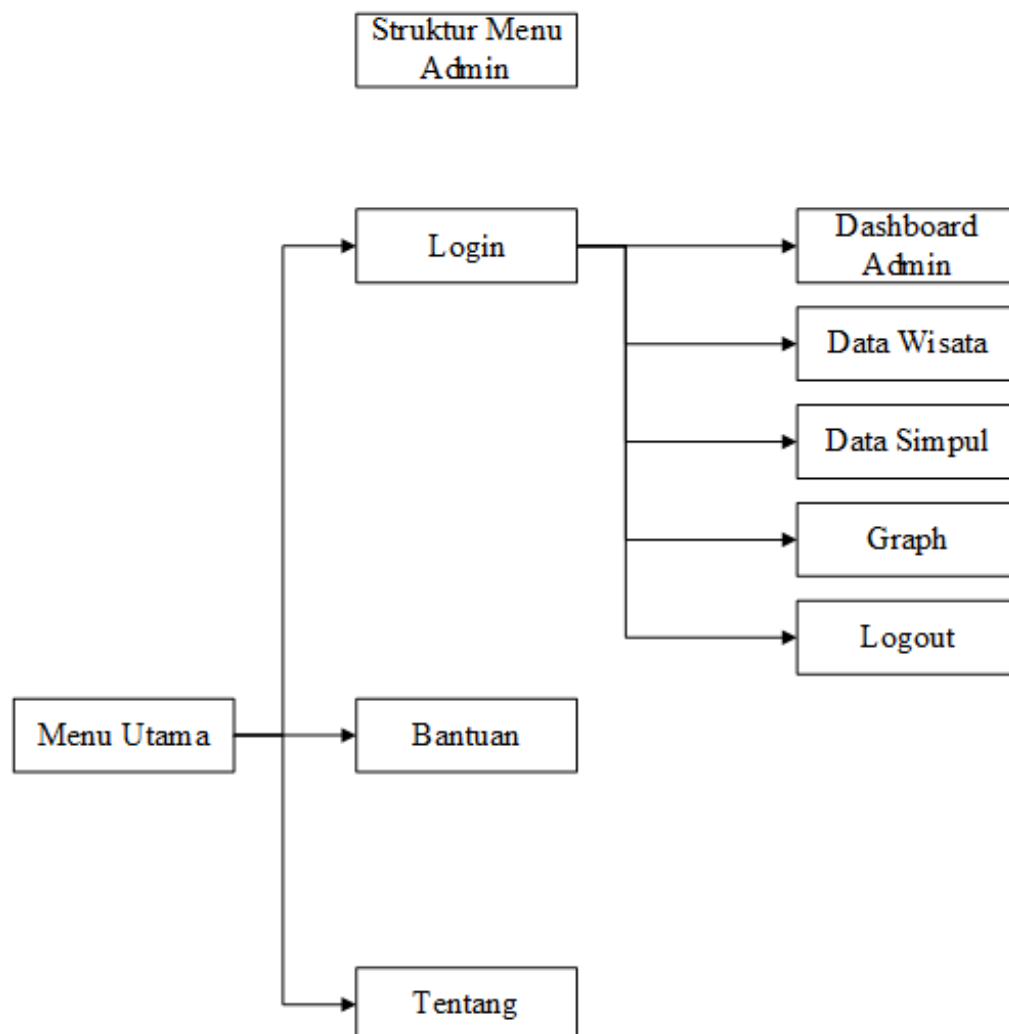 Struktur Menu
Admin
Login
Dashboard
Admin
Data Wisata
Data Simpul
Graph
Logout
Menu Utama
Bantuan
Tentang